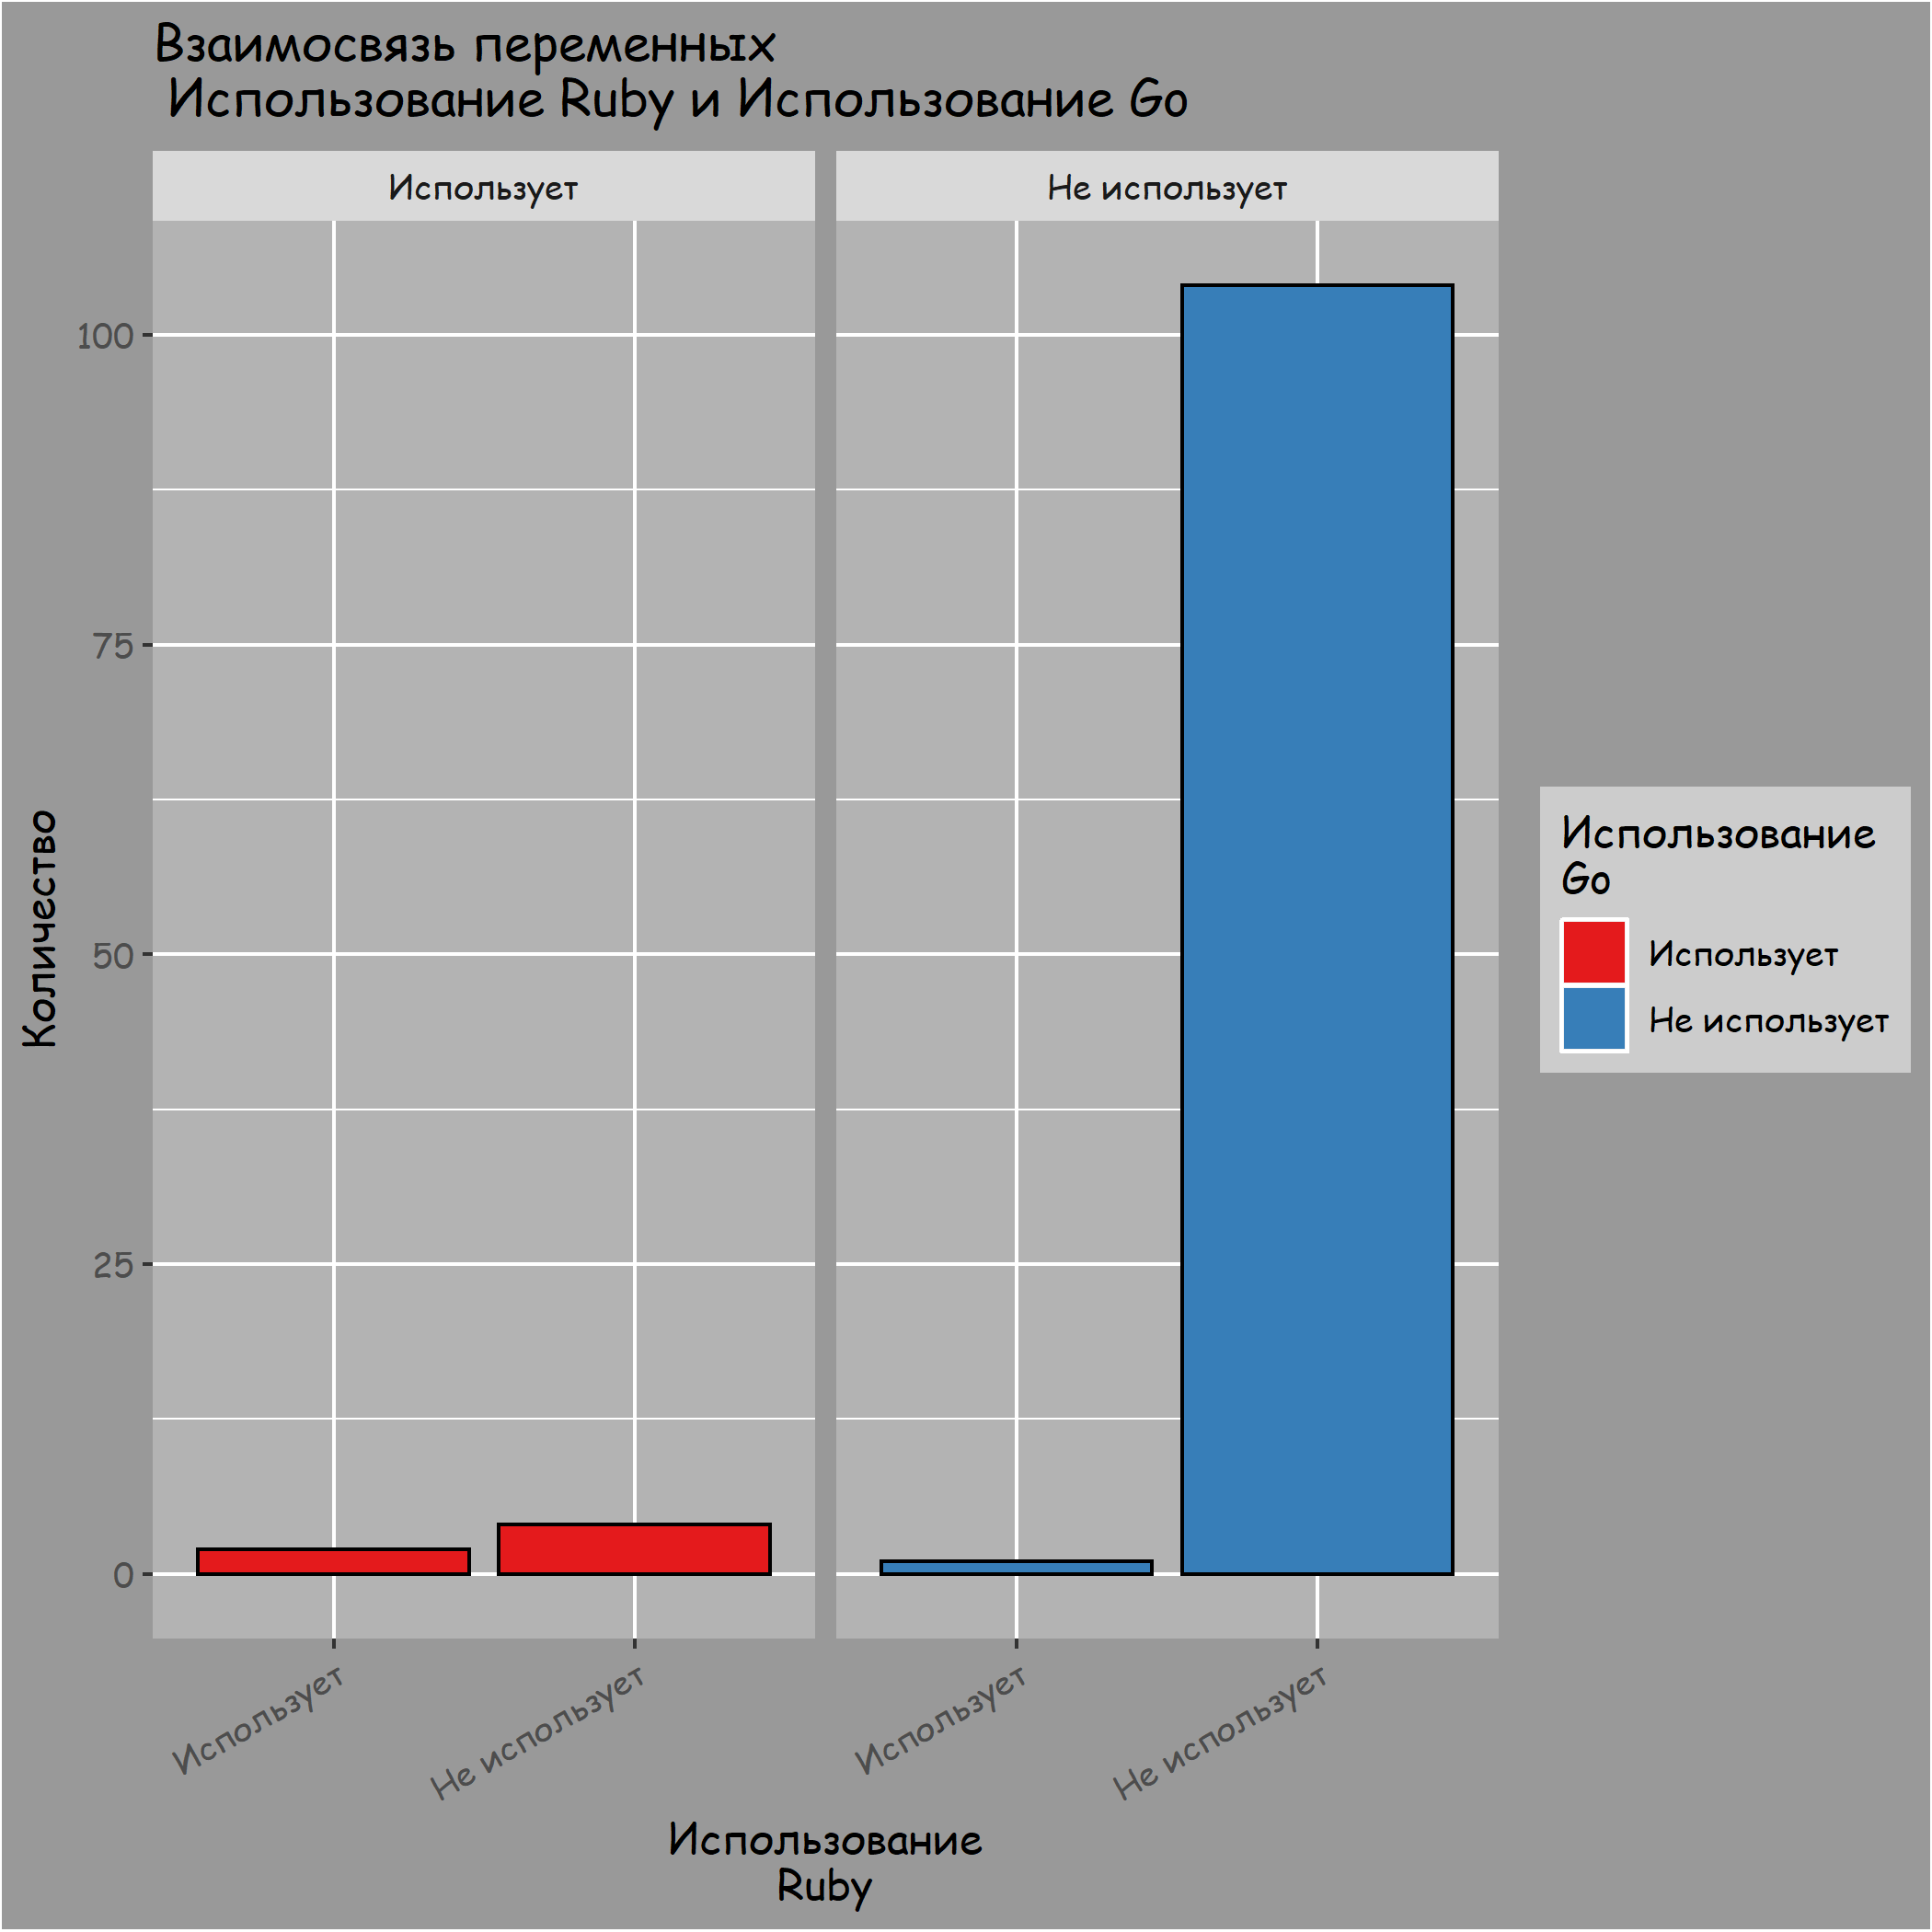 Взаимосвязь переменных
Использование Ruby и Использование Go
Использует
Не использует
100
75
50
25
0
Количество
Использует
Не использует
Использует
Не использует
Использование
Ruby
Использование
Go
Использует
Не использует